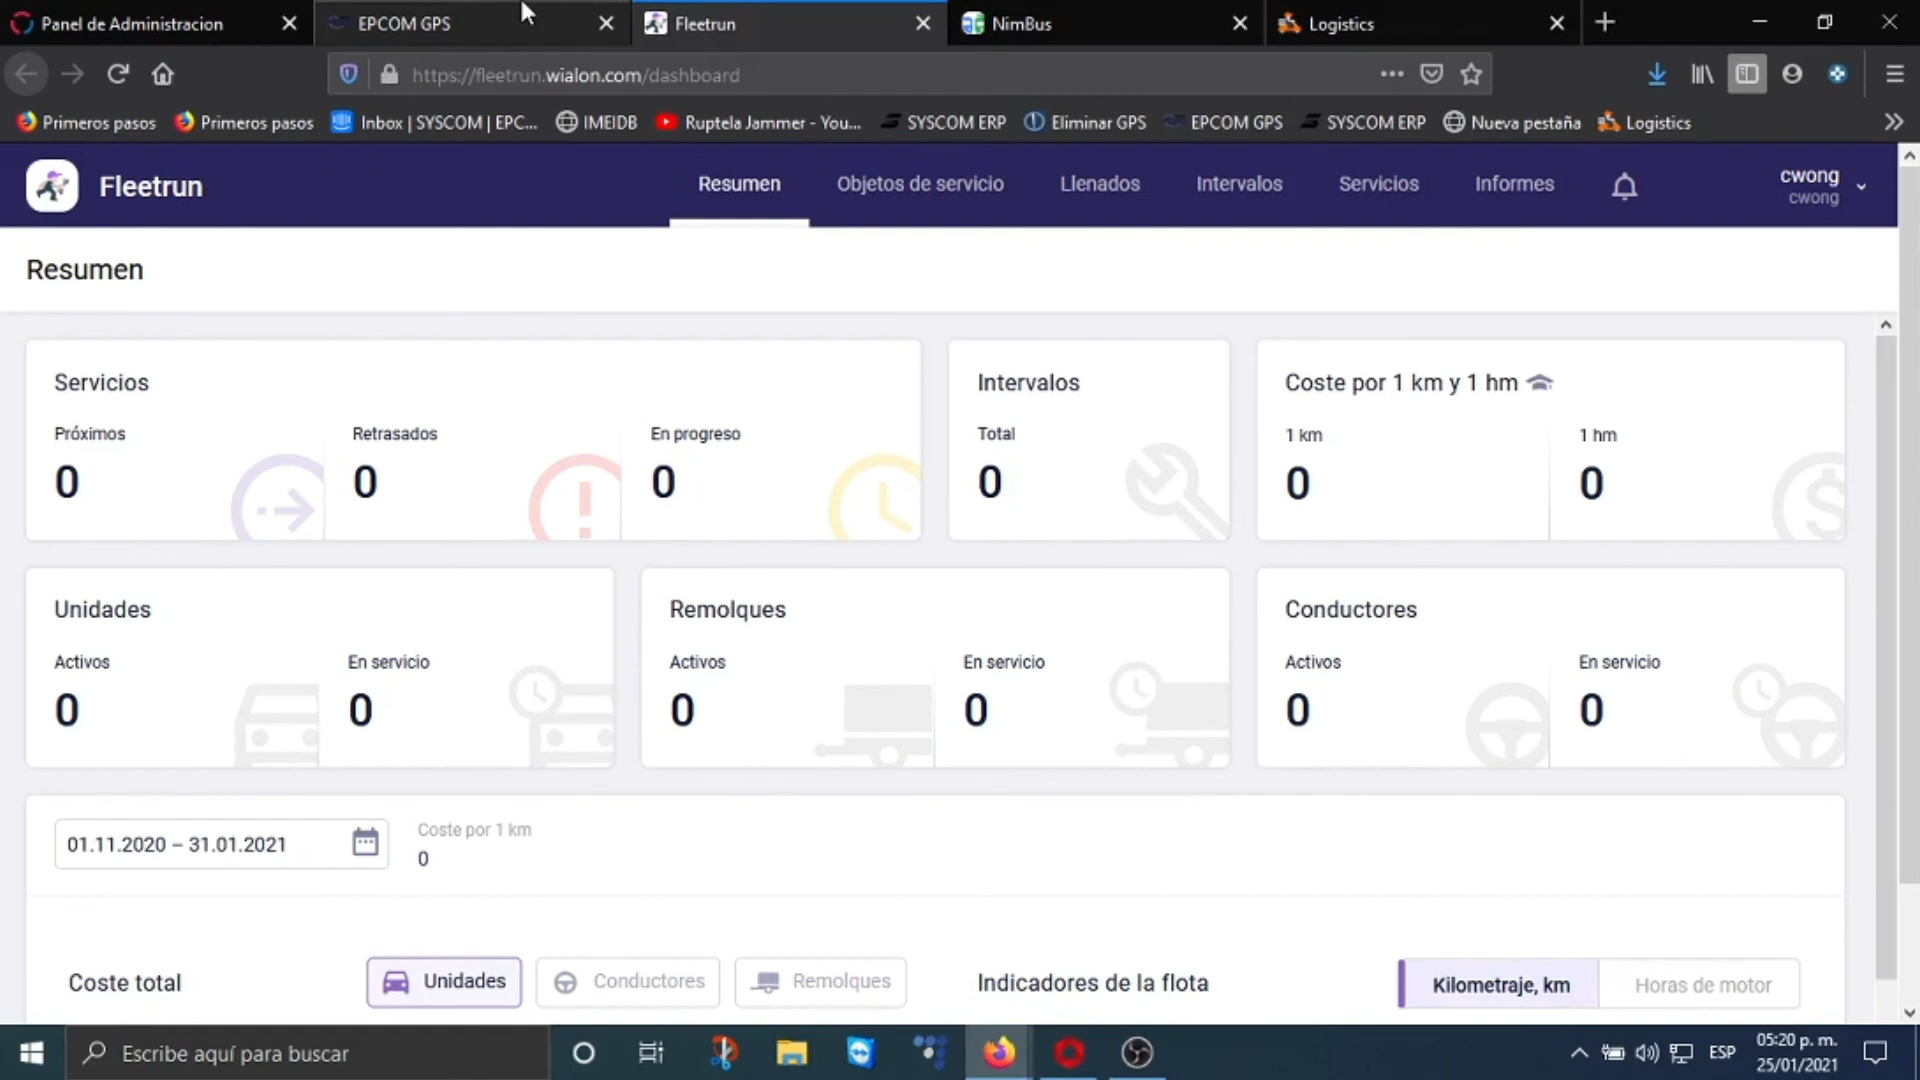 Panel de Administracion
EPCOM GPS
Fleetrun
NimBus
Logistics
https://fleetrun.wialon.com/dashboard
Primeros pasos
Primeros pasos
Inbox | SYSCOM | EPC...
IMEIDB
Ruptela Jammer - You...
SYSCOM ERP
Eliminar GPS
EPCOM GPS
SYSCOM ERP
Nueva pestaña
Logistics
Fleetrun
Resumen
Objetos de servicio
Llenados
Intervalos
Servicios
Informes
cwong
cwong
Resumen
Servicios
Próximos
0
Retrasados
0
En progreso
0
Intervalos
Total
0
Coste por 1 km y 1 hm
1 km
0
1 hm
0
Unidades
Activos
0
En servicio
0
Remolques
Activos
0
En servicio
0
Conductores
Activos
0
En servicio
0
01.11.2020 – 31.01.2021
Coste por 1 km
0
Coste total
Unidades
Conductores
Remolques
Indicadores de la flota
Kilometraje, km
Horas de motor
Escribe aquí para buscar
ESP
05:20 p. m.
25/01/2021